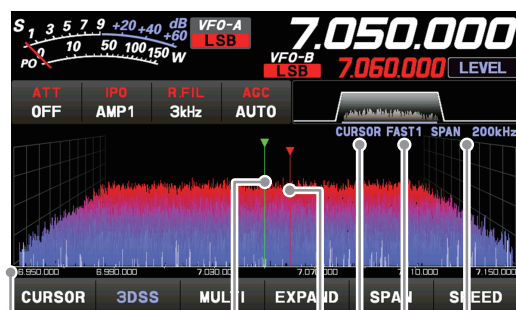 S 1 3 5 7 9 +20 +40 +60 dB
PO 0 10 50 100 150 W
VFO-A
LSB
7.050.000
VFO-B
LSB
7.060.000
LEVEL
ATT IPO R.FIL AGC
OFF AMP1 3kHz AUTO
CURSOR FAST1 SPAN 200kHz
6.950.000 6.990.000 7.030.0 7.07 .000 7.110.000 7.150.000
CURSOR 3DSS MULTI EXPAND SPAN SPEED